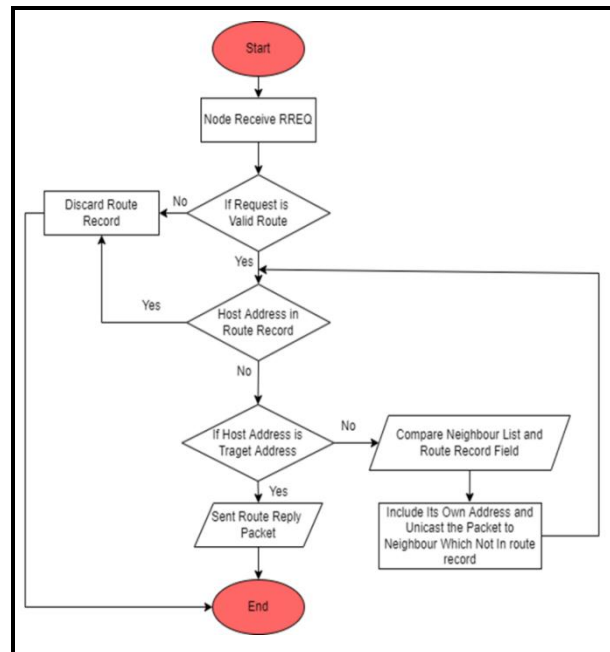 Start
Node Receive RREQ
If Request is
Valid Route
No
Discard Route
Record
Yes
Host Address in
Route Record
Yes
No
If Host Address is
Traget Address
No
Compare Neighbour List and
Route Record Field
Yes
Sent Route Reply
Packet
Include Its Own Address and
Unicast the Packet to
Neighbour Which Not In route
record
End